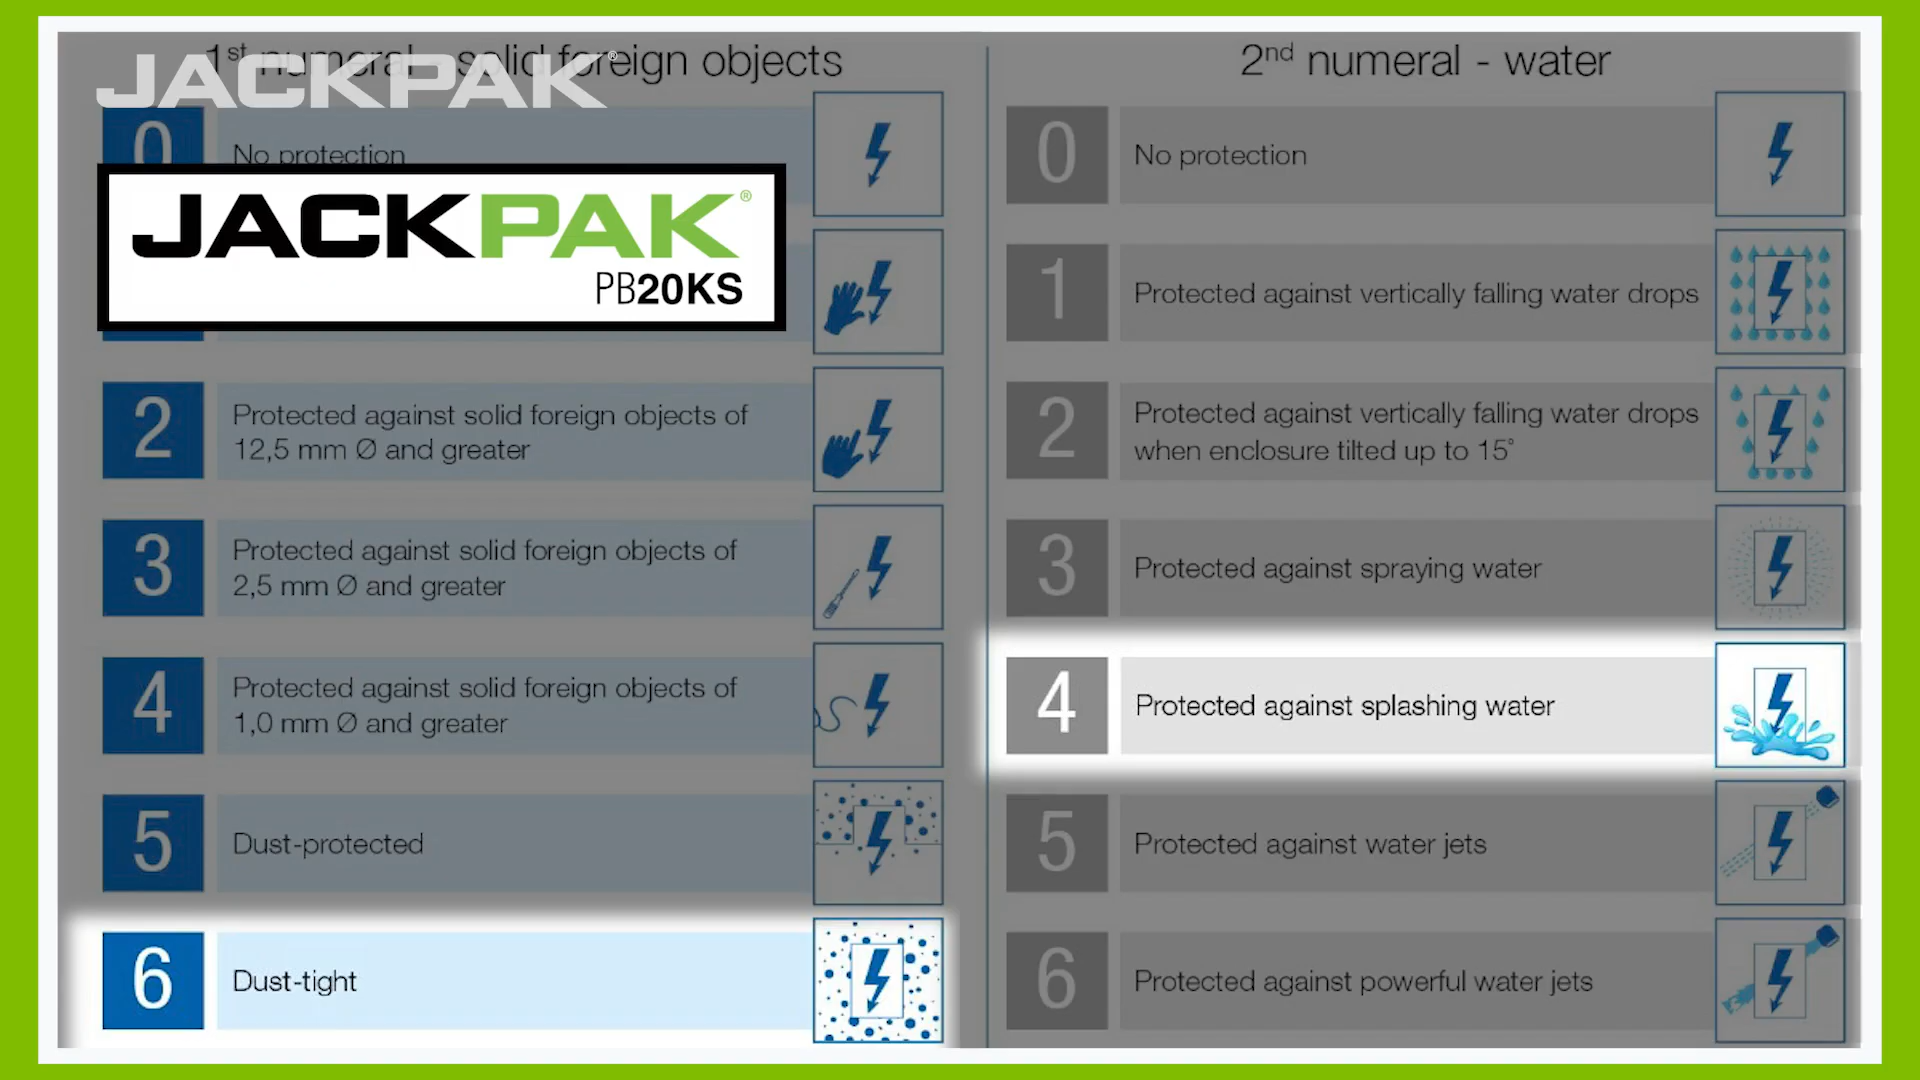 1st numeral - solid foreign objects
JACKPAK®
0
No protection
JACKPAK®
PB20KS
2
Protected against solid foreign objects of
12,5 mm Ø and greater
3
Protected against solid foreign objects of
2,5 mm Ø and greater
4
Protected against solid foreign objects of
1,0 mm Ø and greater
5
Dust-protected
6
Dust-tight
2nd numeral - water
0
No protection
1
Protected against vertically falling water drops
2
Protected against vertically falling water drops
when enclosure tilted up to 15°
3
Protected against spraying water
4
Protected against splashing water
5
Protected against water jets
6
Protected against powerful water jets